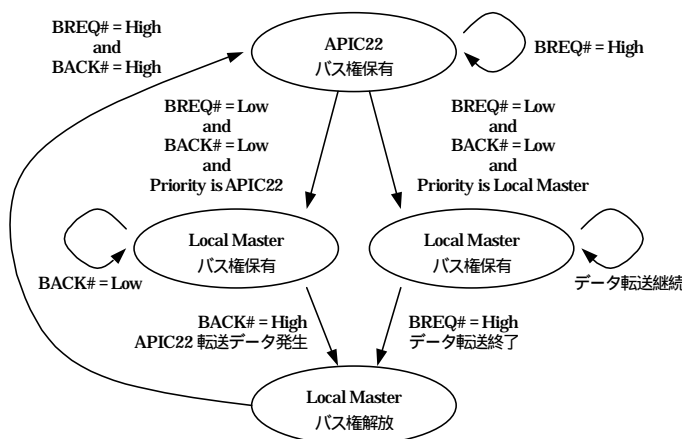 BREQ# = High
and
BACK# = High
APIC22
バス権保有
BREQ# = High
BREQ# = Low
and
BACK# = Low
and
Priority is APIC22
BREQ# = Low
and
BACK# = Low
and
Priority is Local Master
Local Master
バス権保有
BACK# = Low
Local Master
バス権保有
データ転送継続
BACK# = High
APIC22 転送データ発生
BREQ# = High
データ転送終了
Local Master
バス権解放